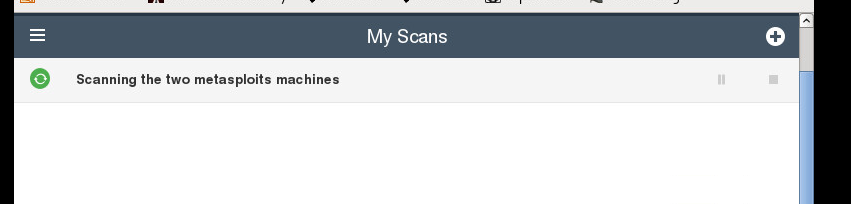 My Scans
Scanning the two metasploits machines